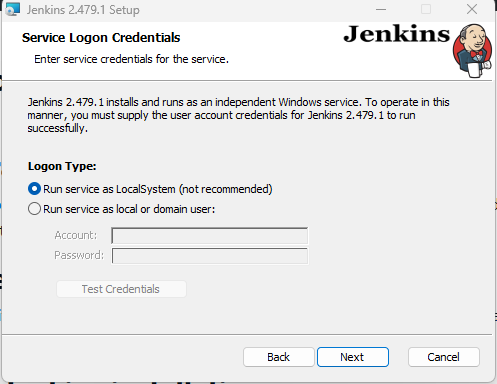 Jenkins 2.479.1 Setup
Service Logon Credentials
Enter service credentials for the service.
Jenkins
Jenkins 2.479.1 installs and runs as an independent Windows service. To operate in this
manner, you must supply the user account credentials for Jenkins 2.479.1 to run
successfully.
Logon Type:
Run service as LocalSystem (not recommended)
Run service as local or domain user:
Account:
Password:
Test Credentials
Back
Next
Cancel